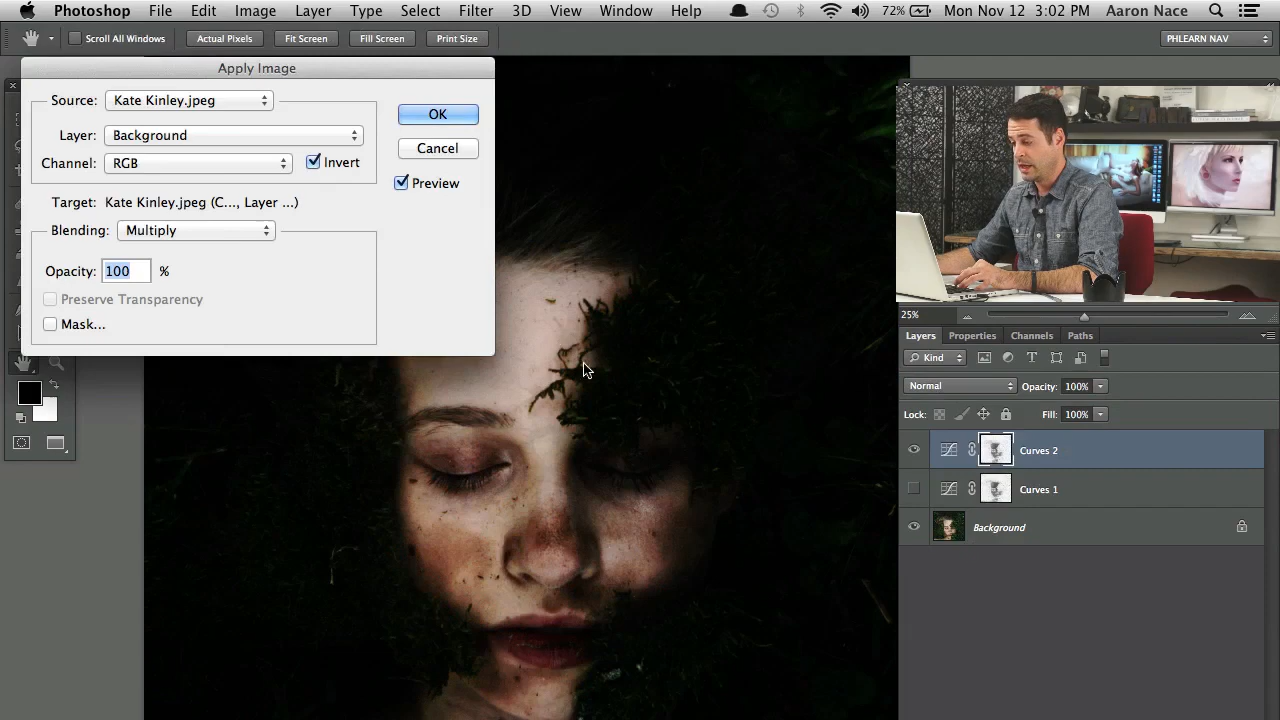 Photoshop File Edit Image Layer Type Select Filter 3D View Window Help 72% Mon Nov 12 3:02 PM Aaron Nace
Scroll All Windows Actual Pixels Fit Screen Fill Screen Print Size PHLEARN NAV
Apply Image
Source: Kate Kinley.jpeg
OK
Layer: Background
Cancel
Channel: RGB Invert
Preview
Target: Kate Kinley.jpeg (C..., Layer ...)
Blending: Multiply
Opacity: 100 %
Preserve Transparency
Mask...
25%
Layers Properties Channels Paths
Kind
Normal Opacity: 100%
Lock: Fill: 100%
Curves 2
Curves 1
Background